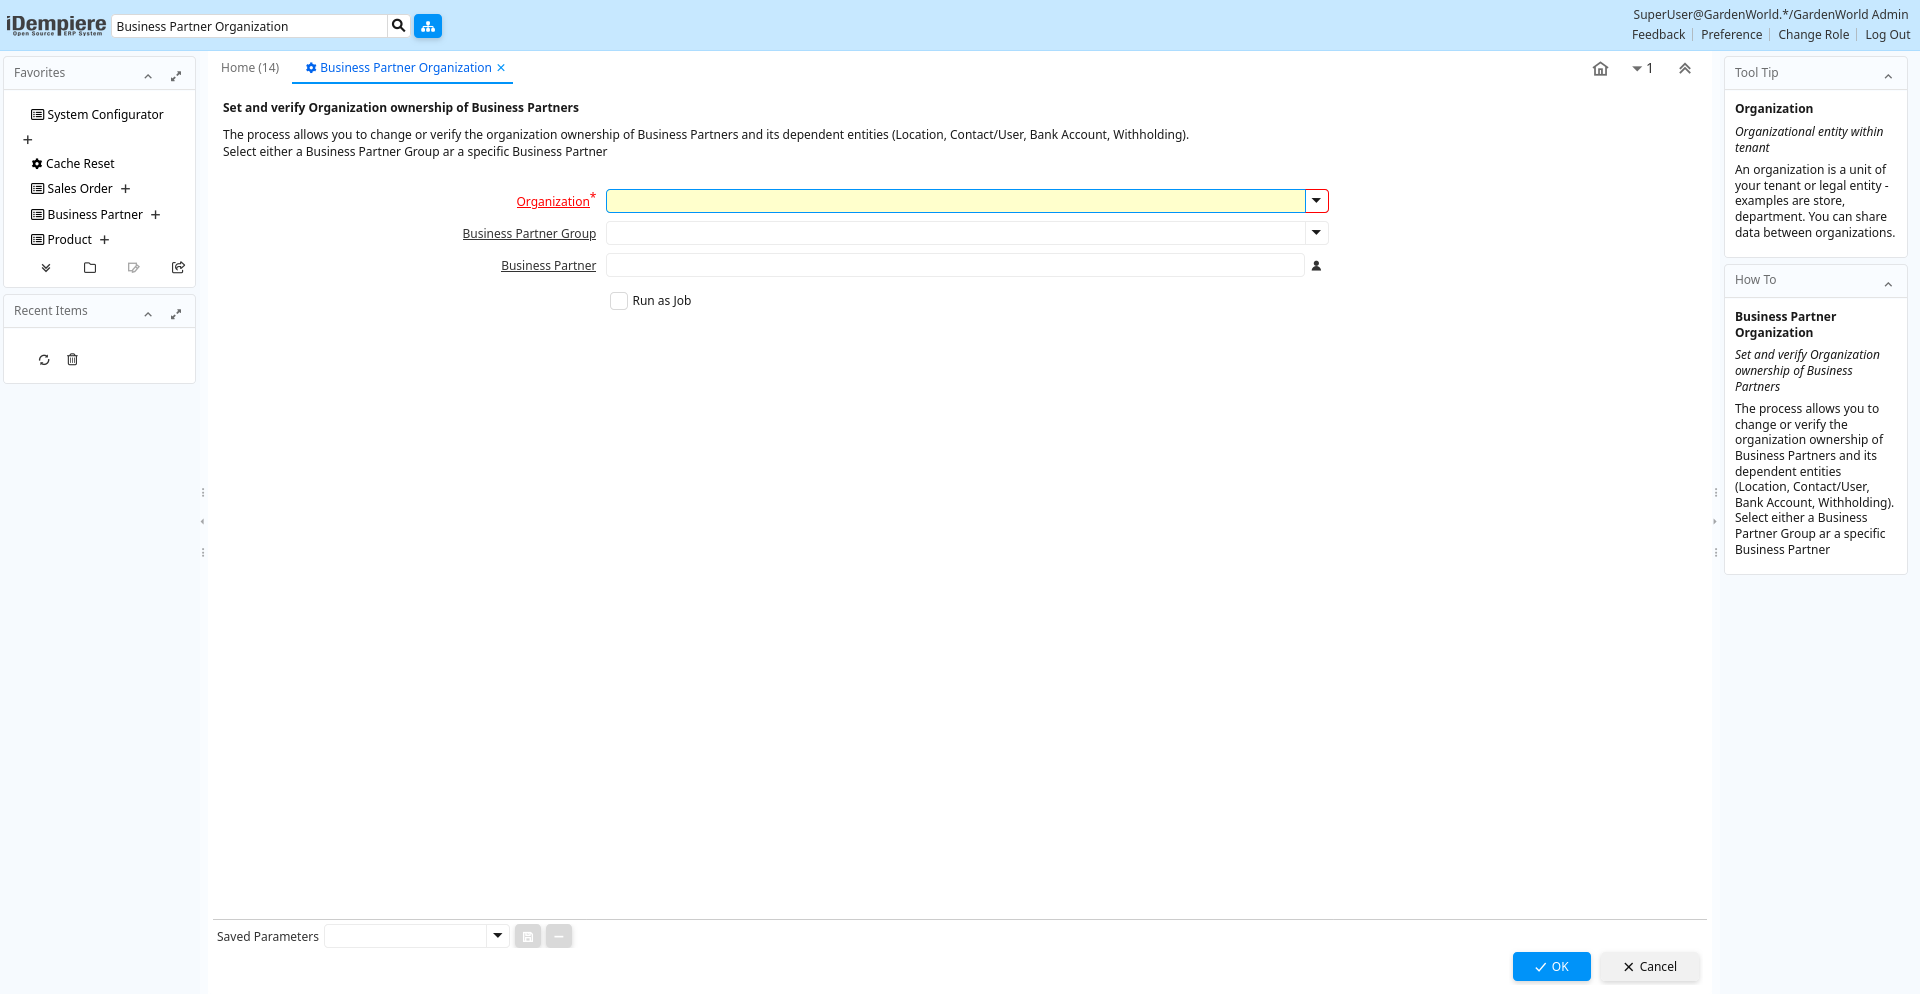 iDempiere
Open Source ERP System
Business Partner Organization
SuperUser@GardenWorld.*/GardenWorld Admin
Feedback
Preference
Change Role
Log Out
Favorites
System Configurator
Cache Reset
Sales Order
Business Partner
Product
Recent Items
Home (14)
Business Partner Organization
1
Set and verify Organization ownership of Business Partners
The process allows you to change or verify the organization ownership of Business Partners and its dependent entities (Location, Contact/User, Bank Account, Withholding).
Select either a Business Partner Group ar a specific Business Partner
Organization*
Business Partner Group
Business Partner
Run as Job
Saved Parameters
OK
Cancel
Tool Tip
Organization
Organizational entity within
tenant
An organization is a unit of
your tenant or legal entity -
examples are store,
department. You can share
data between organizations.
How To
Business Partner
Organization
Set and verify Organization
ownership of Business
Partners
The process allows you to
change or verify the
organization ownership of
Business Partners and its
dependent entities
(Location, Contact/User,
Bank Account, Withholding).
Select either a Business
Partner Group ar a specific
Business Partner